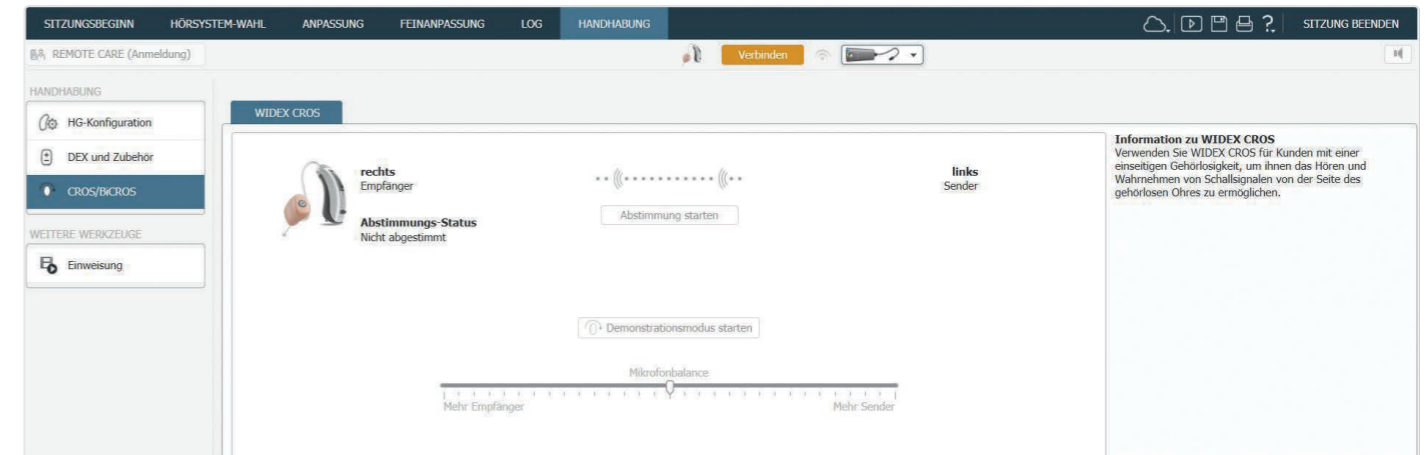 SITZUNGSBEGINN HÖRSYSTEM-WAHL ANPASSUNG FEINANPASSUNG LOG HANDHABUNG SITZUNG BEENDEN
REMOTE CARE (Anmeldung) Verbinden
HANDHABUNG
HG-Konfiguration
DEX und Zubehör
CROS/BiCROS
WEITERE WERKZEUGE
Einweisung
WIDEX CROS
rechts
Empfänger
Abstimmungs-Status
Nicht abgestimmt
Abstimmung starten
links
Sender
Demonstrationsmodus starten
Mikrofonbalance
Mehr Empfänger Mehr Sender
Information zu WIDEX CROS
Verwenden Sie WIDEX CROS für Kunden mit einer
einseitigen Gehörlosigkeit, um ihnen das Hören und
Wahrnehmen von Schallsignalen von der Seite des
gehörlosen Ohres zu ermöglichen.